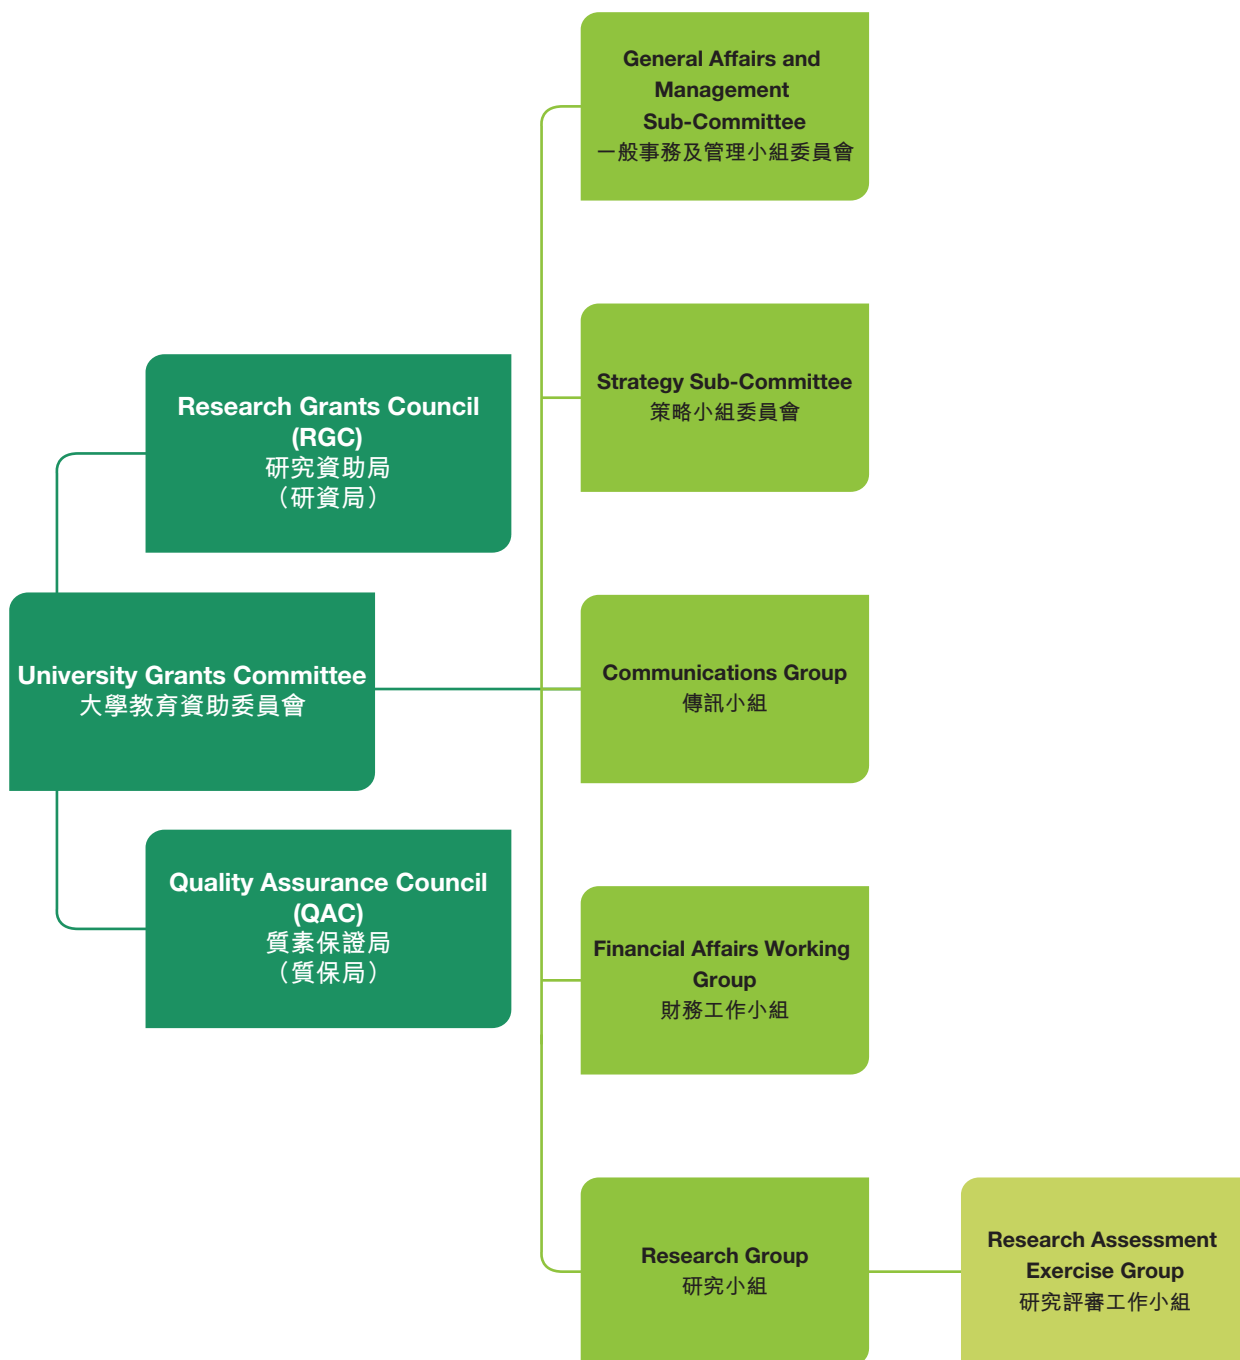 General Affairs and
Management
Sub-Committee
一般事務及管理小組委員會
Strategy Sub-Committee
策略小組委員會
Research Grants Council
(RGC)
研究資助局
（研資局）
University Grants Committee
大學教育資助委員會
Communications Group
傳訊小組
Quality Assurance Council
(QAC)
質素保證局
（質保局）
Financial Affairs Working
Group
財務工作小組
Research Group
研究小組
Research Assessment
Exercise Group
研究評審工作小組